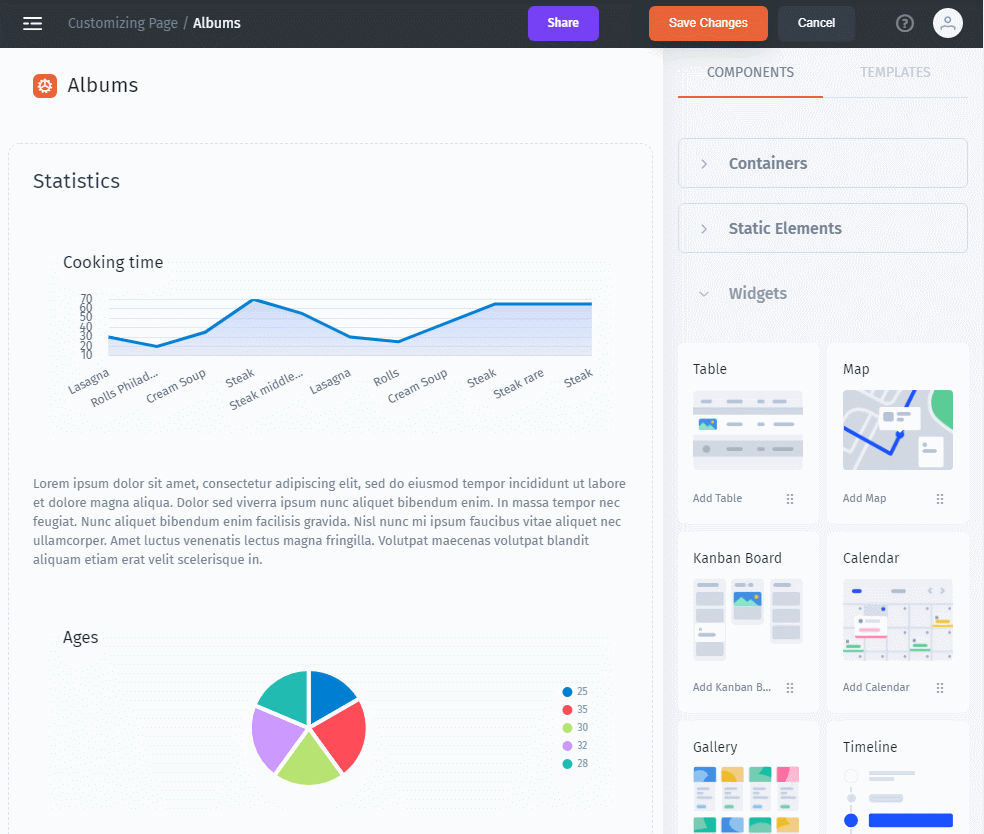 Customizing Page / Albums
Share
Save Changes
Cancel
?
Albums
COMPONENTS
TEMPLATES
Statistics
Cooking time
70
60
50
40
30
20
10
Lasagna
Rolls Philad...
Cream Soup
Steak
Steak middle...
Lasagna
Rolls
Cream Soup
Steak
Steak rare
Steak
Lorem ipsum dolor sit amet, consectetur adipiscing elit, sed do eiusmod tempor incididunt ut labore
et dolore magna aliqua. Dolor sed viverra ipsum nunc aliquet bibendum enim. In massa tempor nec
feugiat. Nunc aliquet bibendum enim facilisis gravida. Nisl nunc mi ipsum faucibus vitae aliquet nec
ullamcorper. Amet luctus venenatis lectus magna fringilla. Volutpat maecenas volutpat blandit
aliquam etiam erat velit scelerisque in.
Ages
25
35
30
32
28
Containers
Static Elements
Widgets
Table
Map
Add Table
Add Map
Kanban Board
Calendar
Add Kanban B...
Add Calendar
Gallery
Timeline